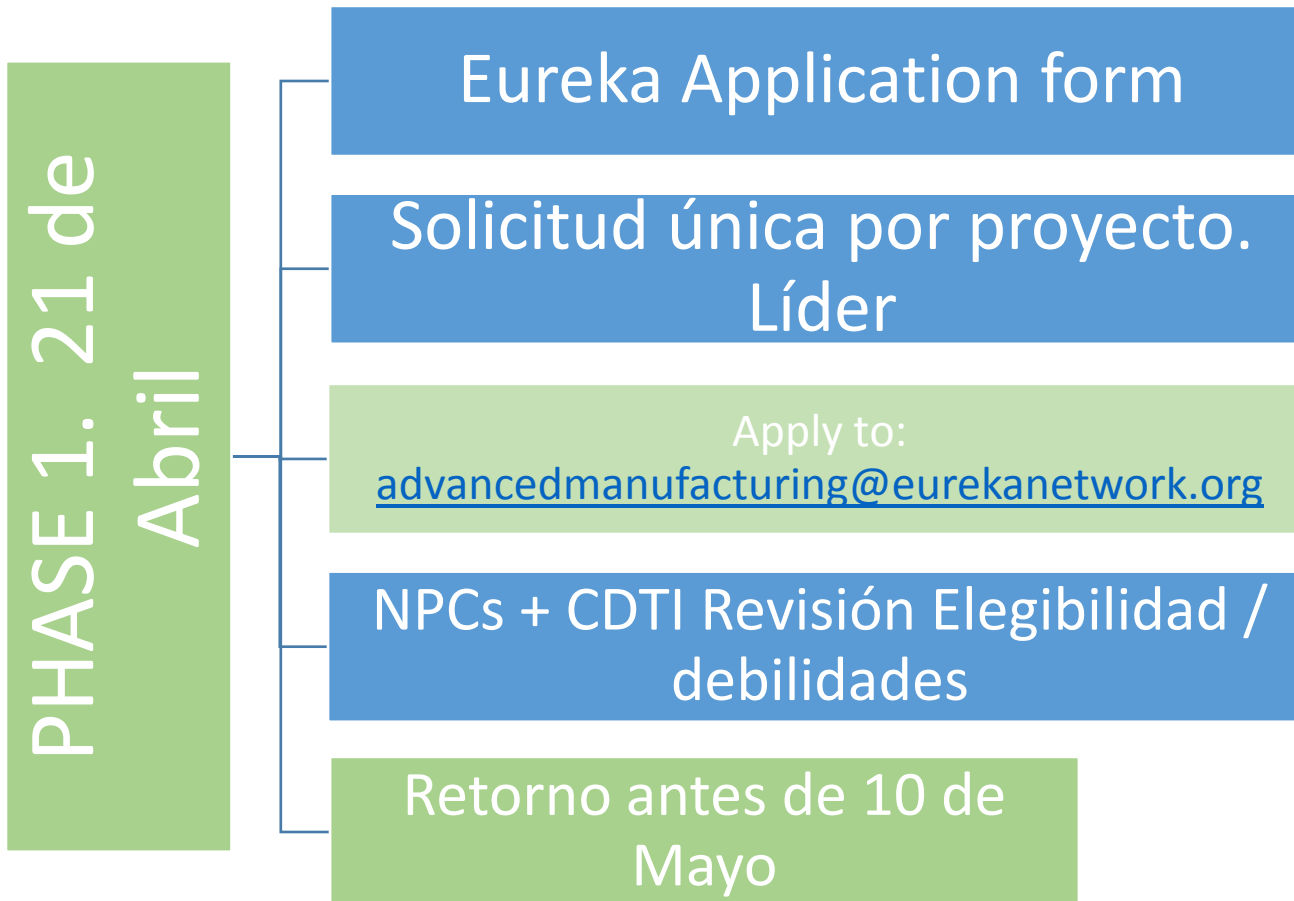 PHASE 1. 21 de
Abril
Eureka Application form
Solicitud única por proyecto.
Líder
Apply to:
advancedmanufacturing@eurekanetwork.org
NPCs + CDTI Revisión Elegibilidad /
debilidades
Retorno antes de 10 de
Mayo